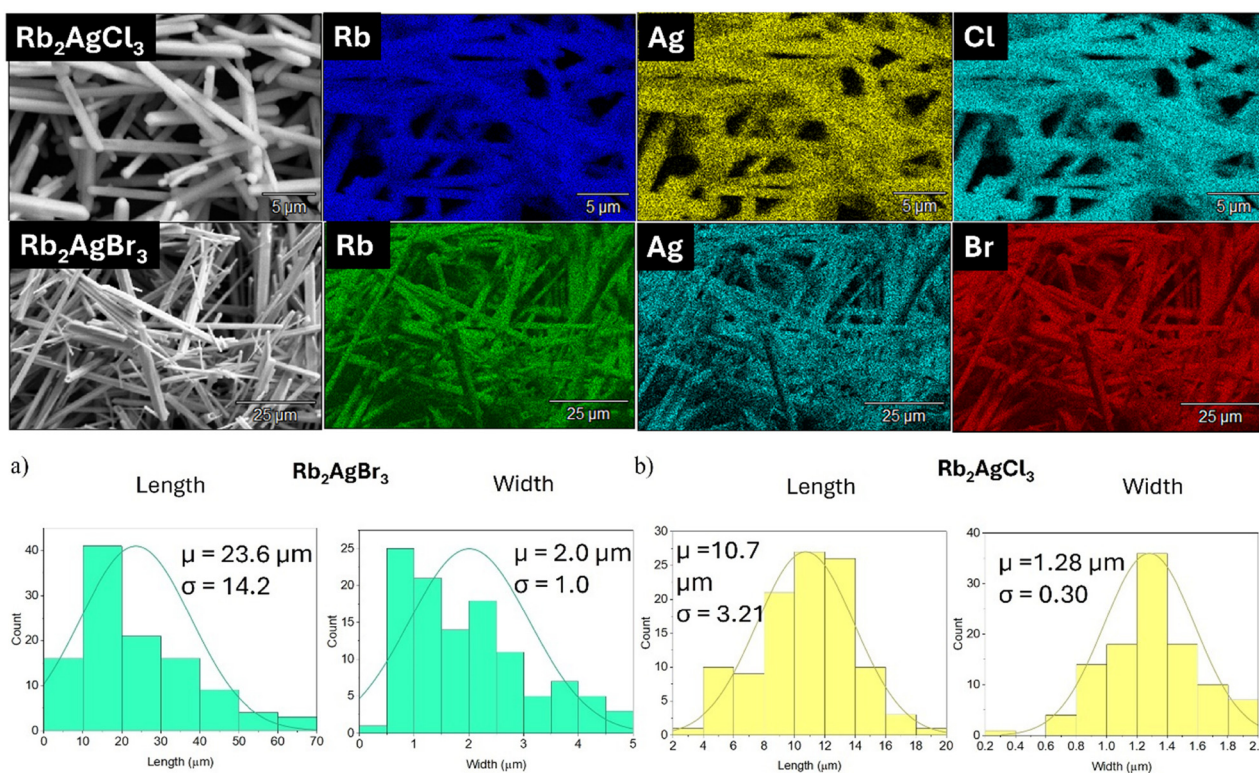 Rb₂AgCl₃ Rb Ag Cl
5 µm 5 µm 5 µm 5 µm
Rb₂AgBr₃ Rb Ag Br
25 µm 25 µm 25 µm 25 µm
a) Rb₂AgBr₃ b) Rb₂AgCl₃
Length Width Length Width
µ = 23.6 µm
σ = 14.2
Count
0 10 20 30 40
0 10 20 30 40 50 60 70
Length (µm)
µ = 2.0 µm
σ = 1.0
Count
0 5 10 15 20 25
0 1 2 3 4 5
Width (µm)
µ =10.7
µm
σ = 3.21
Count
0 5 10 15 20 25 30
2 4 6 8 10 12 14 16 18 20
Length (µm)
µ =1.28 µm
σ = 0.30
Count
0 10 20 30 40
0.2 0.4 0.6 0.8 1.0 1.2 1.4 1.6 1.8
Width (µm)